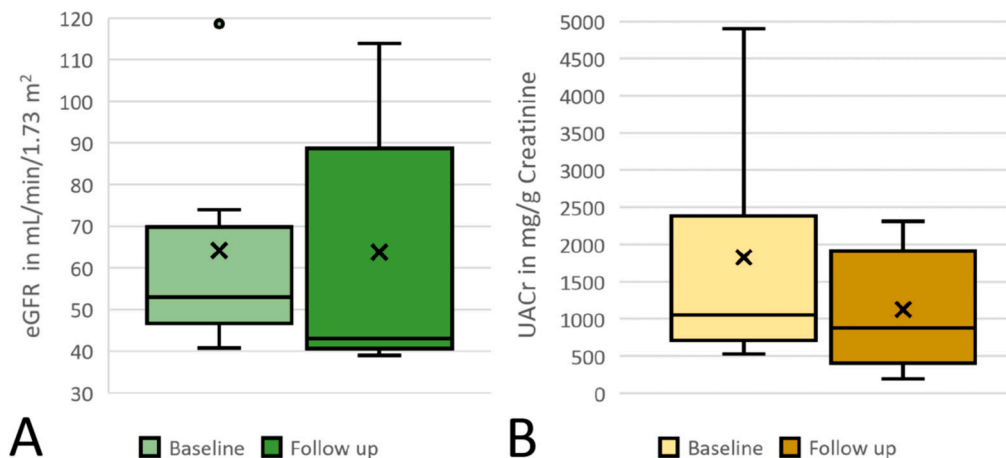 eGFR in mL/min/1.73 m²
120
110
100
90
80
70
60
50
40
30
A
Baseline
Follow up
UACr in mg/g Creatinine
5000
4500
4000
3500
3000
2500
2000
1500
1000
500
0
B
Baseline
Follow up